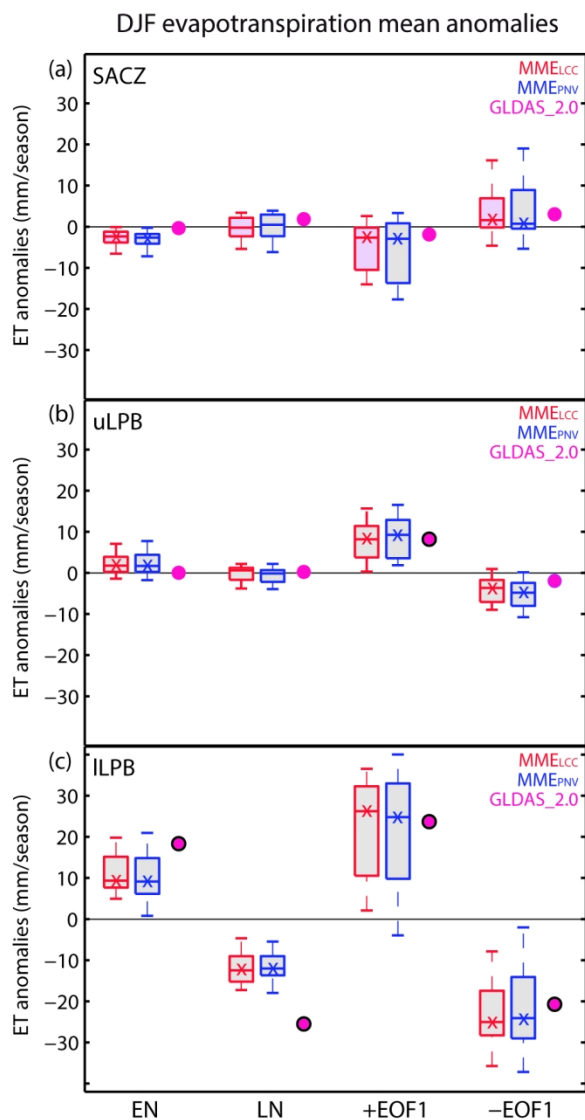 DJF evapotranspiration mean anomalies
(a) SACZ
MMELCC
MMEPNV
GLDAS_2.0
ET anomalies (mm/season)
30
20
10
0
−10
−20
−30
(b) uLPB
MMELCC
MMEPNV
GLDAS_2.0
ET anomalies (mm/season)
30
20
10
0
−10
−20
−30
(c) lLPB
MMELCC
MMEPNV
GLDAS_2.0
ET anomalies (mm/season)
30
20
10
0
−10
−20
−30
EN LN +EOF1 −EOF1